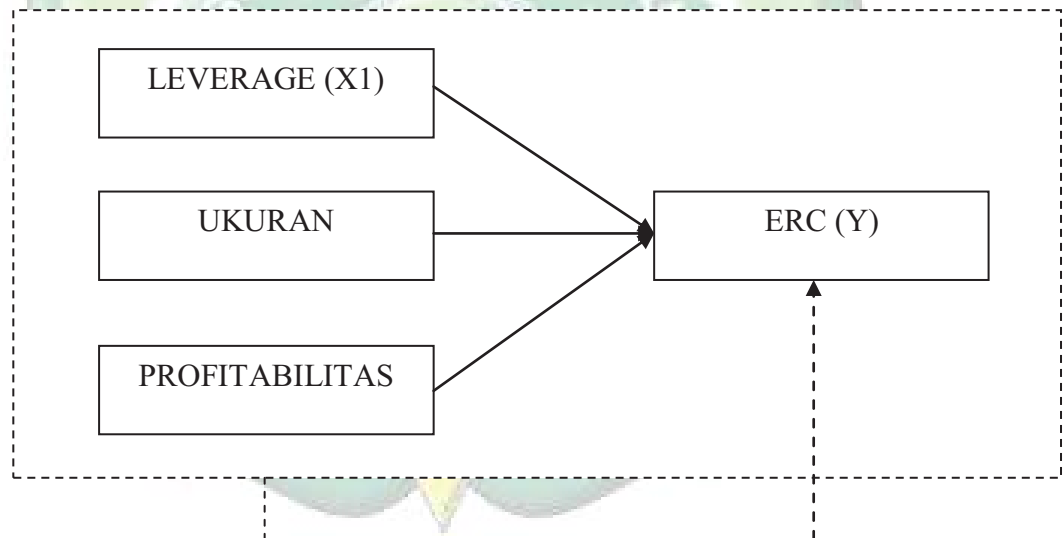 LEVERAGE (X1)
UKURAN
ERC (Y)
PROFITABILITAS